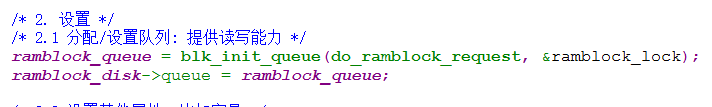 /* 2. 设置 */
/* 2.1 分配/设置队列: 提供读写能力 */
ramblock_queue = blk_init_queue(do_ramblock_request, &ramblock_lock);
ramblock_disk->queue = ramblock_queue;